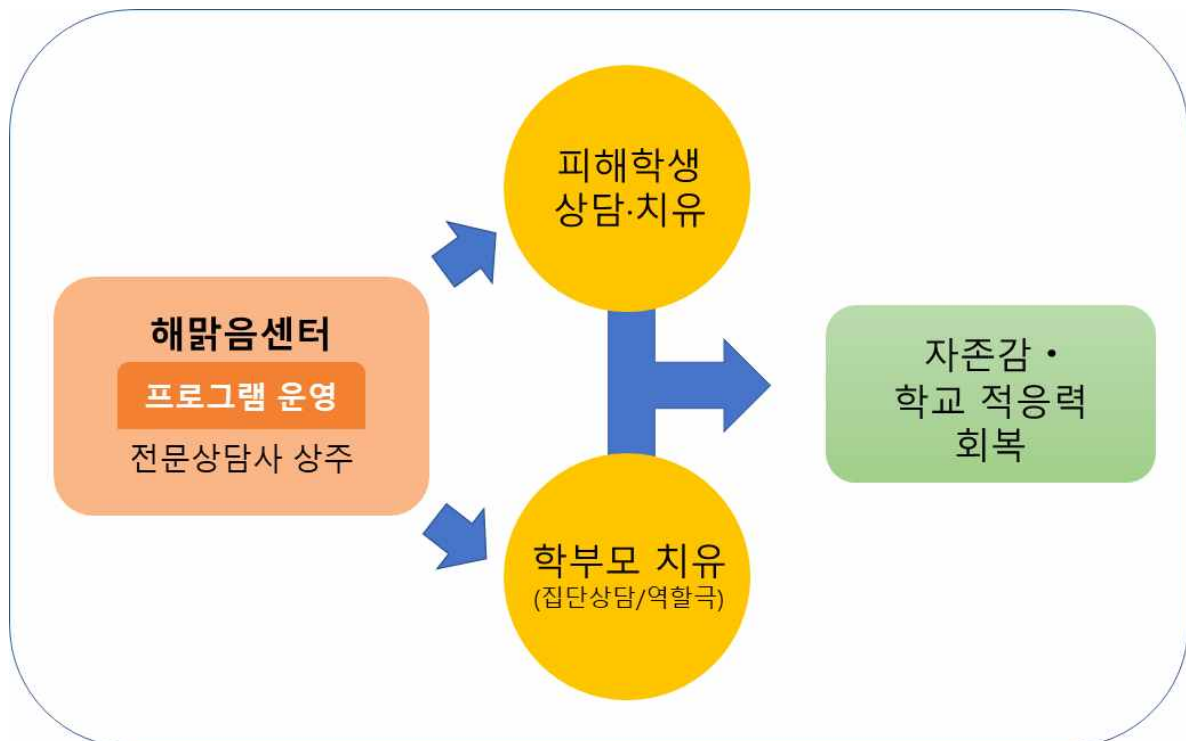 해맑음센터
프로그램 운영
전문상담사 상주
피해학생
상담·치유
학부모 치유
(집단상담/역할극)
자존감·
학교 적응력
회복